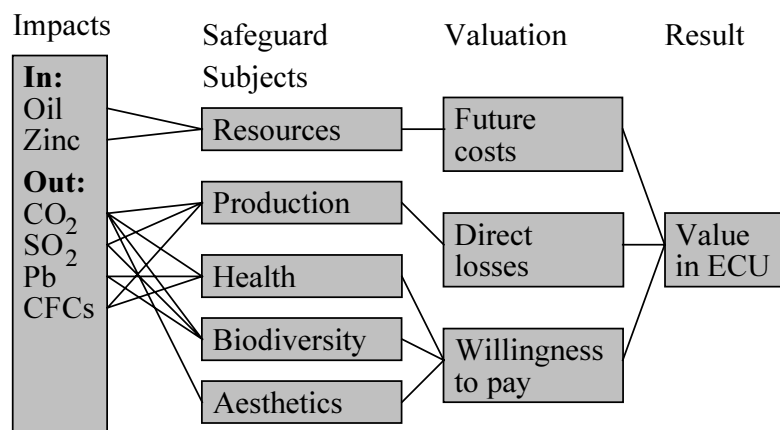 Impacts
In:
Oil
Zinc
Out:
CO2
SO2
Pb
CFCs
Safeguard
Subjects
Resources
Production
Health
Biodiversity
Aesthetics
Valuation
Future
costs
Direct
losses
Willingness
to pay
Result
Value
in ECU